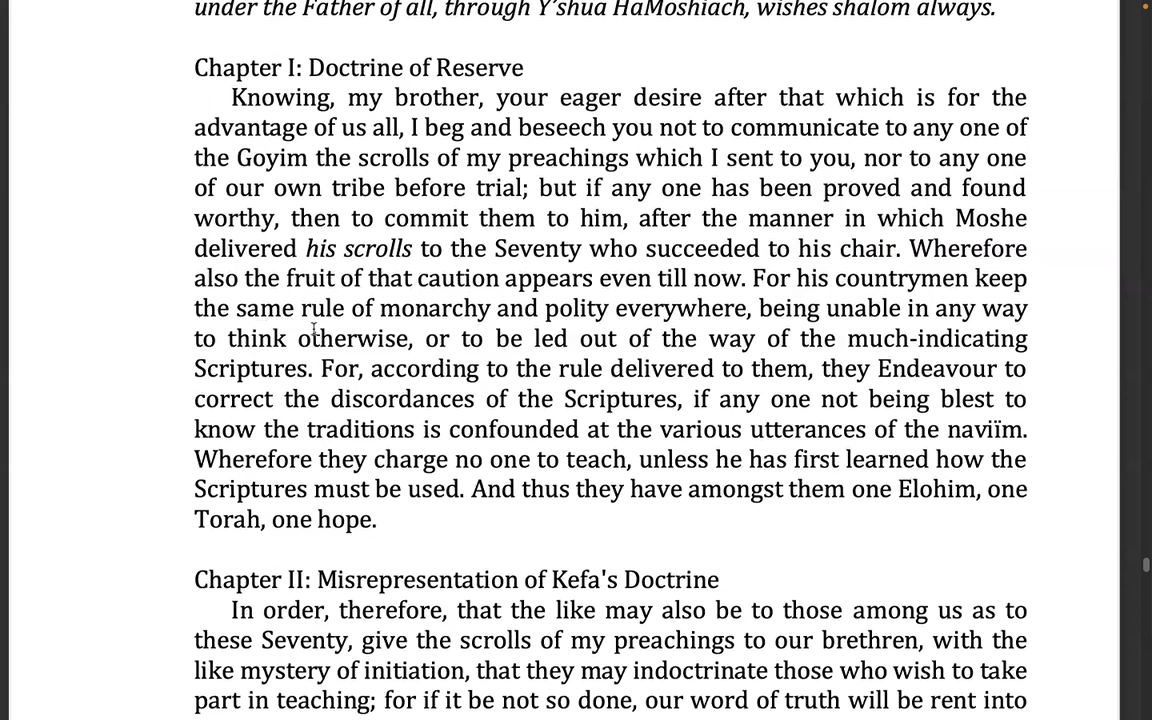 under the Father of all, through Y'shua HaMoshiach, wishes shalom always.
Chapter I: Doctrine of Reserve
Knowing, my brother, your eager desire after that which is for the
advantage of us all, I beg and beseech you not to communicate to any one of
the Goyim the scrolls of my preachings which I sent to you, nor to any one
of our own tribe before trial; but if any one has been proved and found
worthy, then to commit them to him, after the manner in which Moshe
delivered his scrolls to the Seventy who succeeded to his chair. Wherefore
also the fruit of that caution appears even till now. For his countrymen keep
the same rule of monarchy and polity everywhere, being unable in any way
to think otherwise, or to be led out of the way of the much-indicating
Scriptures. For, according to the rule delivered to them, they Endeavour to
correct the discordances of the Scriptures, if any one not being blest to
know the traditions is confounded at the various utterances of the naviïm.
Wherefore they charge no one to teach, unless he has first learned how the
Scriptures must be used. And thus they have amongst them one Elohim, one
Torah, one hope.
Chapter II: Misrepresentation of Kefa's Doctrine
In order, therefore, that the like may also be to those among us as to
these Seventy, give the scrolls of my preachings to our brethren, with the
like mystery of initiation, that they may indoctrinate those who wish to take
part in teaching; for if it be not so done, our word of truth will be rent into